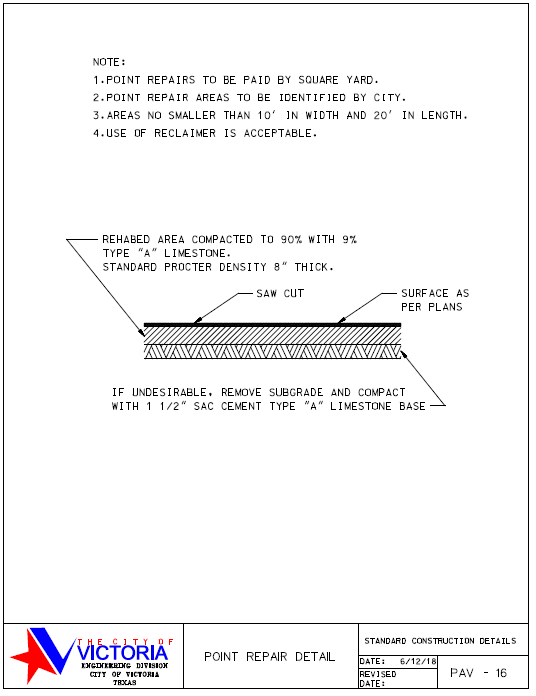 NOTE:
1.POINT REPAIRS TO BE PAID BY SQUARE YARD.
2.POINT REPAIR AREAS TO BE IDENTIFIED BY CITY.
3.AREAS NO SMALLER THAN 10' IN WIDTH AND 20' IN LENGTH.
4.USE OF RECLAIMER IS ACCEPTABLE.
REHABED AREA COMPACTED TO 90% WITH 9%
TYPE "A" LIMESTONE.
STANDARD PROCTER DENSITY 8" THICK.
SAW CUT
SURFACE AS
PER PLANS
IF UNDESIRABLE, REMOVE SUBGRADE AND COMPACT
WITH 1 1/2" SAC CEMENT TYPE "A" LIMESTONE BASE
THE CITY OF
VICTORIA
ENGINEERING DIVISION
CITY OF VICTORIA
TEXAS
POINT REPAIR DETAIL
STANDARD CONSTRUCTION DETAILS
DATE: 6/12/18
REVISED
DATE:
PAV - 16